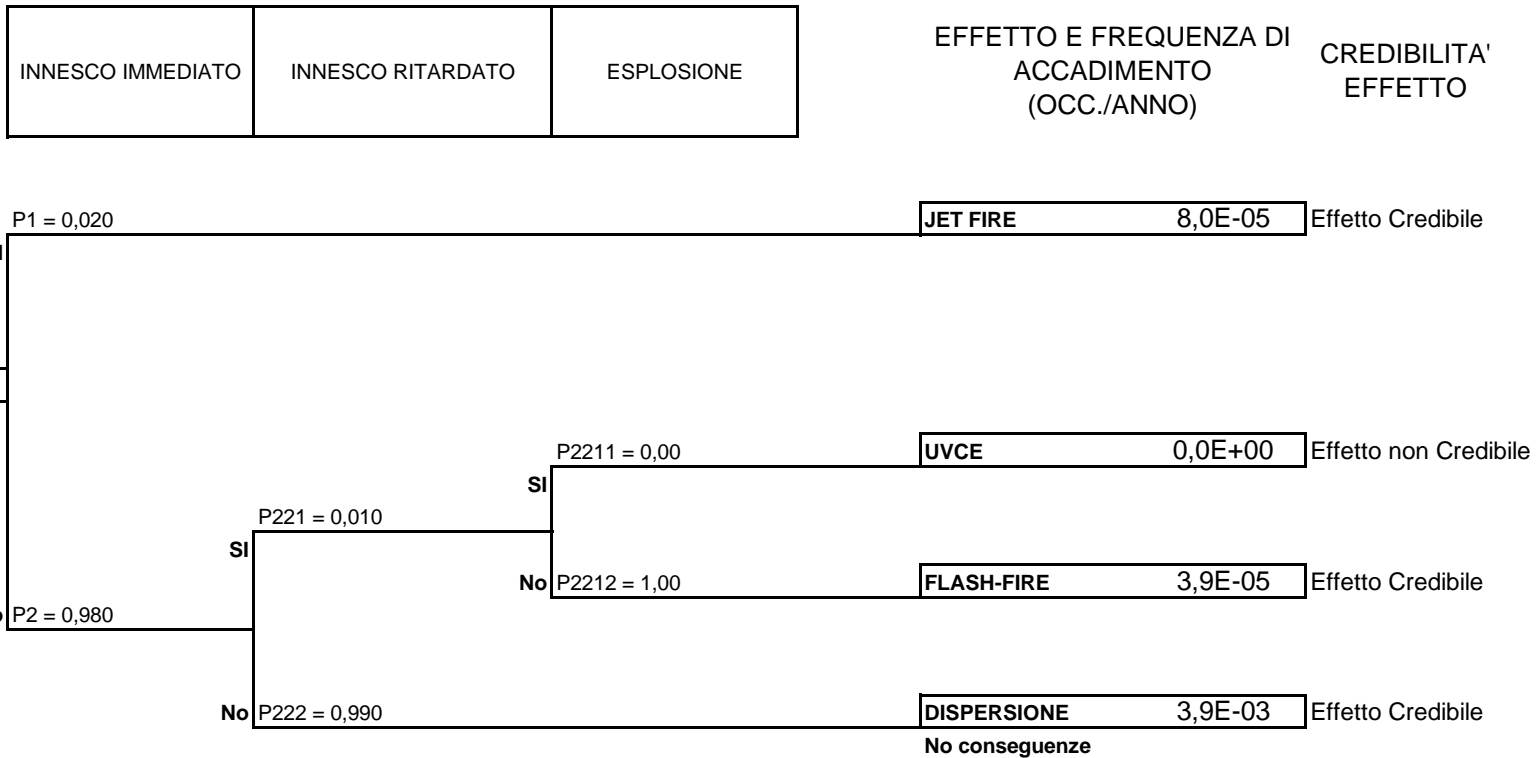 INNESCO IMMEDIATO
INNESCO RITARDATO
ESPLOSIONE
EFFETTO E FREQUENZA DI
ACCADIMENTO
(OCC./ANNO)
CREDIBILITA'
EFFETTO
P1 = 0,020
JET FIRE 8,0E-05 Effetto Credibile
P2211 = 0,00
UVCE 0,0E+00 Effetto non Credibile
SI
P221 = 0,010
SI
No P2212 = 1,00
FLASH-FIRE 3,9E-05 Effetto Credibile
P2 = 0,980
No P222 = 0,990
DISPERSIONE 3,9E-03 Effetto Credibile
No conseguenze